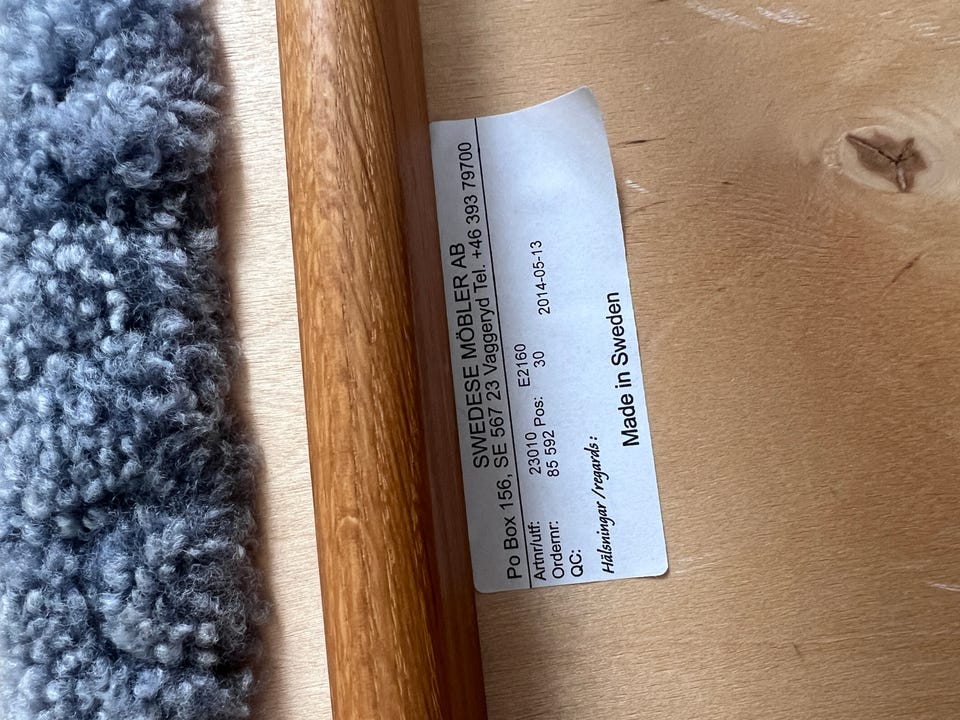 SWEDESE MÖBLER AB
Po Box 156, SE 567 23 Vaggeryd Tel. +46 393 79700
Artnr/utf: 23010 E2160
Ordernr: 85 592 Pos: 30 2014-05-13
QC:
Hälsningar /regards:
Made in Sweden